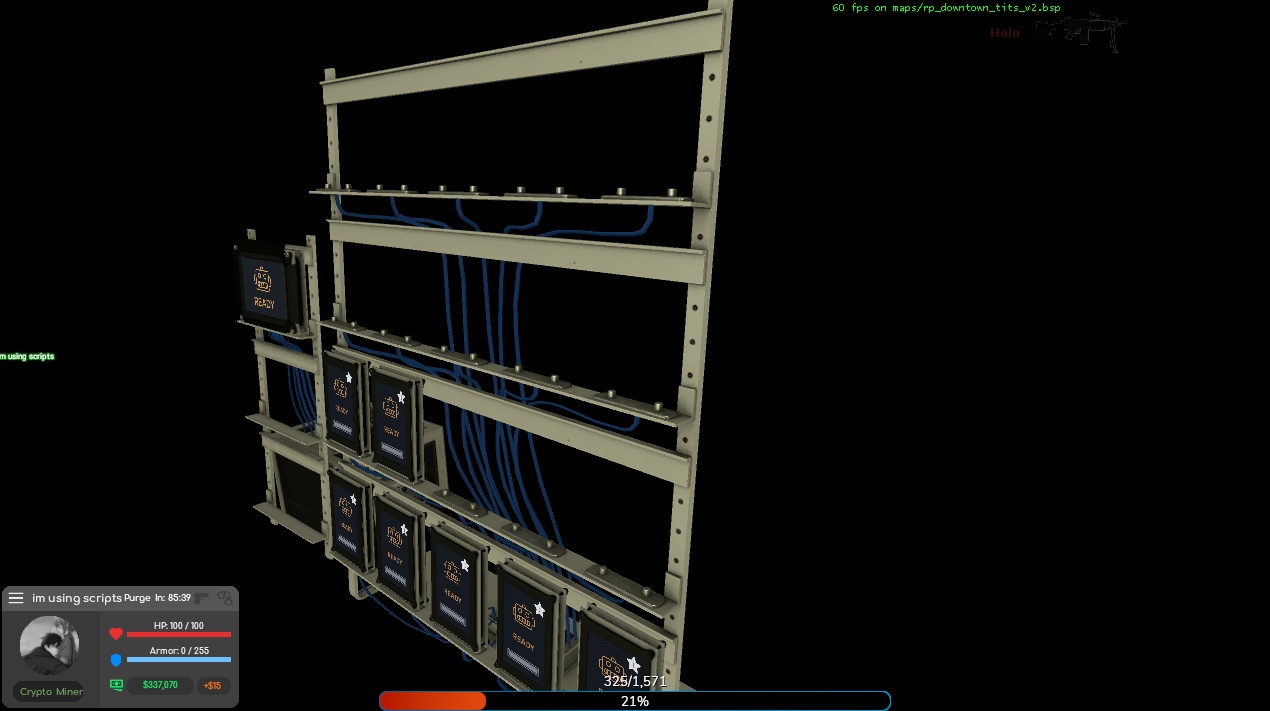 60 fps on maps/rp_downtown_tits_v2.bsp
Halo
READY
im using scripts
READY
READY
READY
READY
READY
READY
im using scripts Purge In: 85:39
HP: 100 / 100
Armor: 0 / 255
$337,070 +$15
Crypto Miner
325/1,571
21%